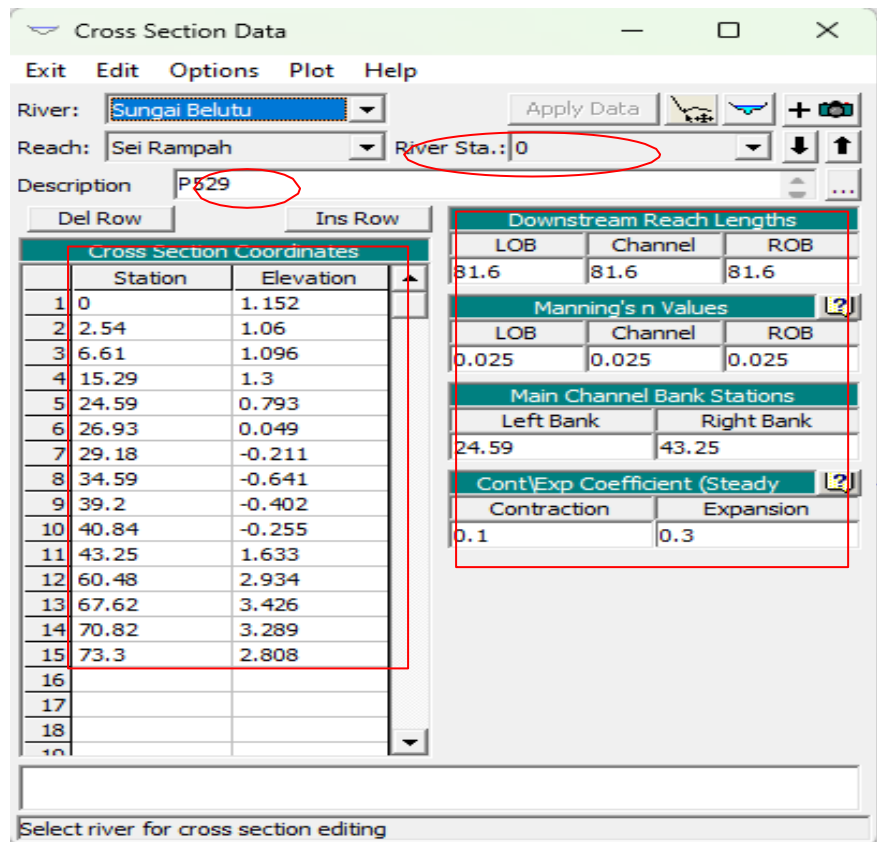 Cross Section Data
Exit Edit Options Plot Help
River: Sungai Belutu Apply Data
Reach: Sei Rampah River Sta.: 0
Description P529 ...
Del Row Ins Row
Cross Section Coordinates
Station Elevation
1 0 1.152
2 2.54 1.06
3 6.61 1.096
4 15.29 1.3
5 24.59 0.793
6 26.93 0.049
7 29.18 -0.211
8 34.59 -0.641
9 39.2 -0.402
10 40.84 -0.255
11 43.25 1.633
12 60.48 2.934
13 67.62 3.426
14 70.82 3.289
15 73.3 2.808
16
17
18
19
Downstream Reach Lengths
LOB Channel ROB
81.6 81.6 81.6
Manning's n Values ?
LOB Channel ROB
0.025 0.025 0.025
Main Channel Bank Stations
Left Bank Right Bank
24.59 43.25
Cont\Exp Coefficient (Steady ?
Contraction Expansion
0.1 0.3
Select river for cross section editing